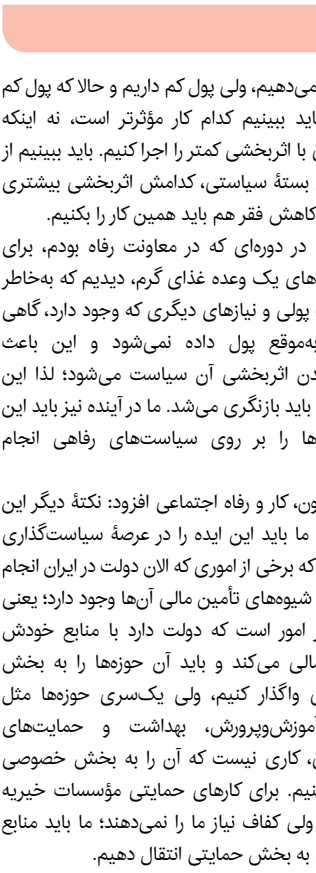 می‌دهیم، ولی پول کم داریم و حالا که پول کم
باید ببینیم کدام کار مؤثرتر است، نه اینکه
با اثربخشی کمتر را اجرا کنیم. باید ببینیم از
بستۀ سیاستی، کدامش اثربخشی بیشتری
کاهش فقر هم باید همین کار را بکنیم.
در دوره‌ای که در معاونت رفاه بودم، برای
های یک وعده غذای گرم، دیدیم که به‌خاطر
پولی و نیازهای دیگری که وجود دارد، گاهی
به‌موقع پول داده نمی‌شود و این باعث
دن اثربخشی آن سیاست می‌شود؛ لذا این
باید بازنگری می‌شد. ما در آینده نیز باید این
ها را بر روی سیاست‌های رفاهی انجام
ون، کار و رفاه اجتماعی افزود: نکتۀ دیگر این
ما باید این ایده را در عرصۀ سیاست‌گذاری
که برخی از اموری که الان دولت در ایران انجام
شیوه‌های تأمین مالی آن‌ها وجود دارد؛ یعنی
امور است که دولت دارد با منابع خودش
مالی می‌کند و باید آن حوزه‌ها را به بخش
واگذار کنیم، ولی یک‌سری حوزه‌ها مثل
آموزش‌وپرورش، بهداشت و حمایت‌های
کاری نیست که آن را به بخش خصوصی
کنیم. برای کارهای حمایتی مؤسسات خیریه
ولی کفاف نیاز ما را نمی‌دهند؛ ما باید منابع
به بخش حمایتی انتقال دهیم.